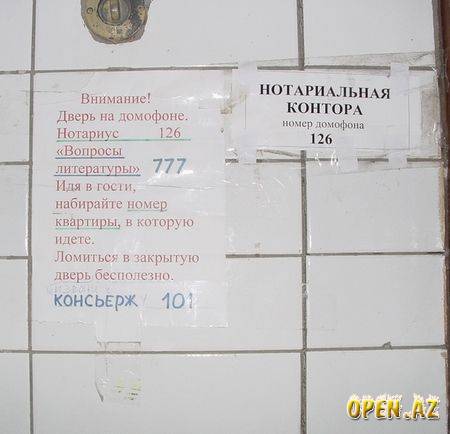 Внимание!
Дверь на домофоне.
Нотариус 126
«Вопросы
литературы» 777
Идя в гости,
набирайте номер
квартиры, в которую
идете.
Ломиться в закрытую
дверь бесполезно.
КОНСЬЕРЖ 101
НОТАРИАЛЬНАЯ
КОНТОРА
номер домофона
126
OPEN.AZ